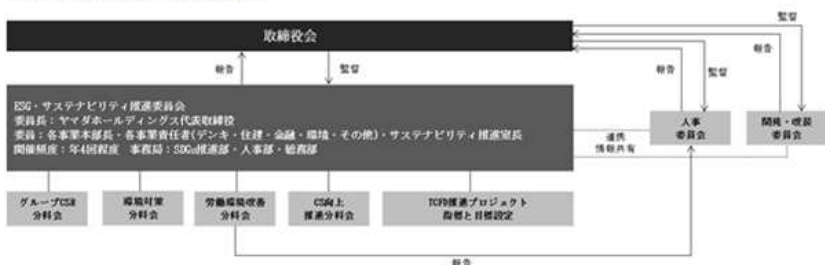 監督
取締役会
報告
報告
監督
報告
監督
ESG・サステナビリティ推進委員会
委員長：ヤマダホールディングス代表取締役
委員：各事業本部長・各事業責任者(デンキ・住建・金融・環境・その他)・サステナビリティ推進室長
開催頻度：年4回程度 事務局：SDGs推進部・人事部・総務部
人事
委員会
開発・改善
委員会
連携
情報共有
グループCSR
分科会
環境対策
分科会
労働環境改善
分科会
CS向上
推進分科会
TCFD推進プロジェクト
指標と目標設定
報告